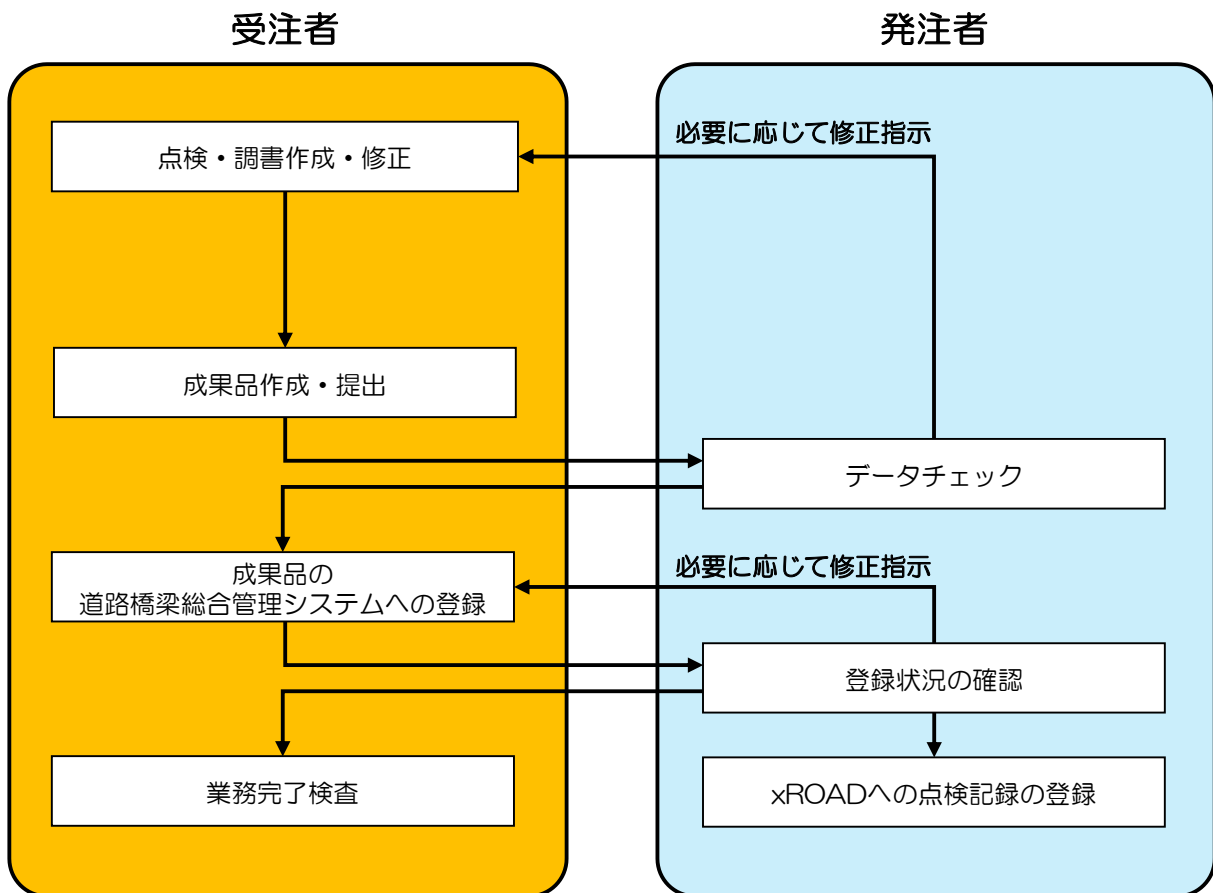 受注者
発注者
必要に応じて修正指示
点検・調書作成・修正
成果品作成・提出
データチェック
成果品の
道路橋梁総合管理システムへの登録
必要に応じて修正指示
登録状況の確認
業務完了検査
xROADへの点検記録の登録